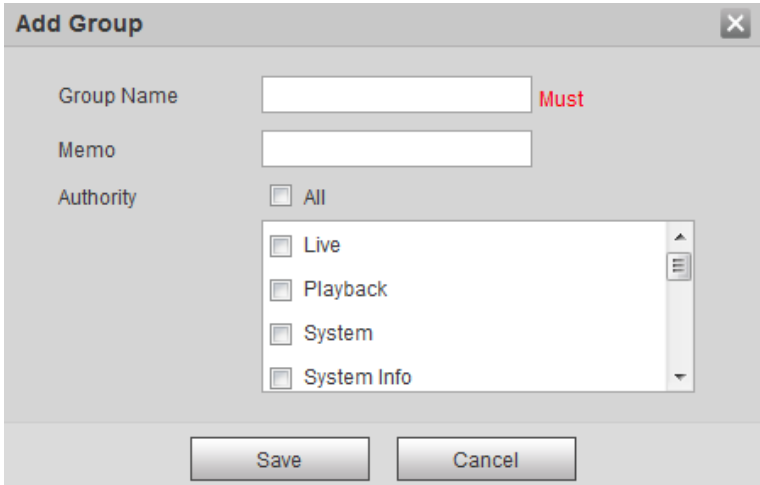 Add Group
Group Name Must
Memo
Authority All
Live
Playback
System
System Info
Save Cancel